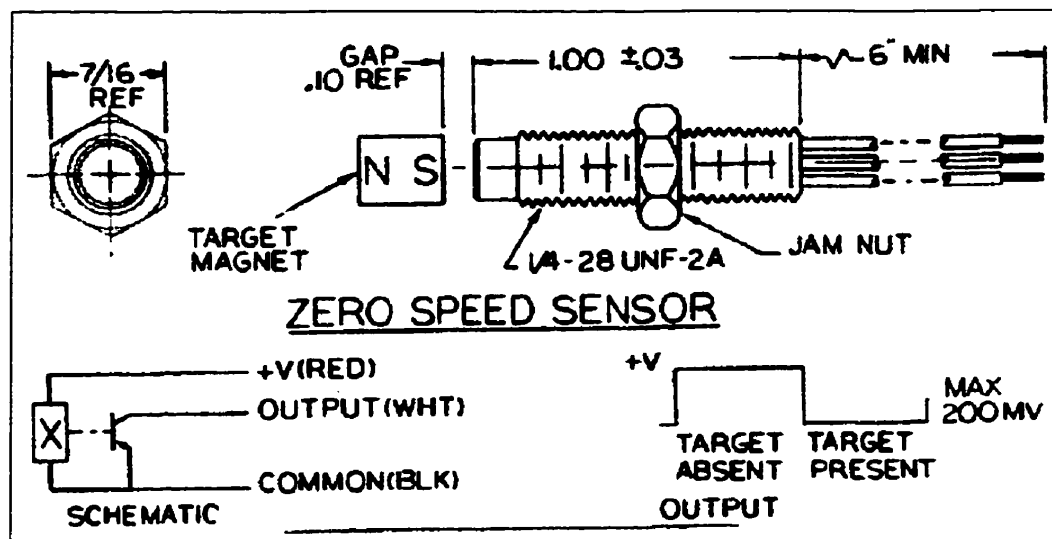 7/16
REF
GAP
.10 REF
1.00 ±.03
6" MIN
N S
TARGET
MAGNET
1/4-28 UNF-2A
JAM NUT
ZERO SPEED SENSOR
+V(RED)
OUTPUT(WHT)
COMMON(BLK)
X
SCHEMATIC
+V
MAX
200MV
TARGET
ABSENT
TARGET
PRESENT
OUTPUT